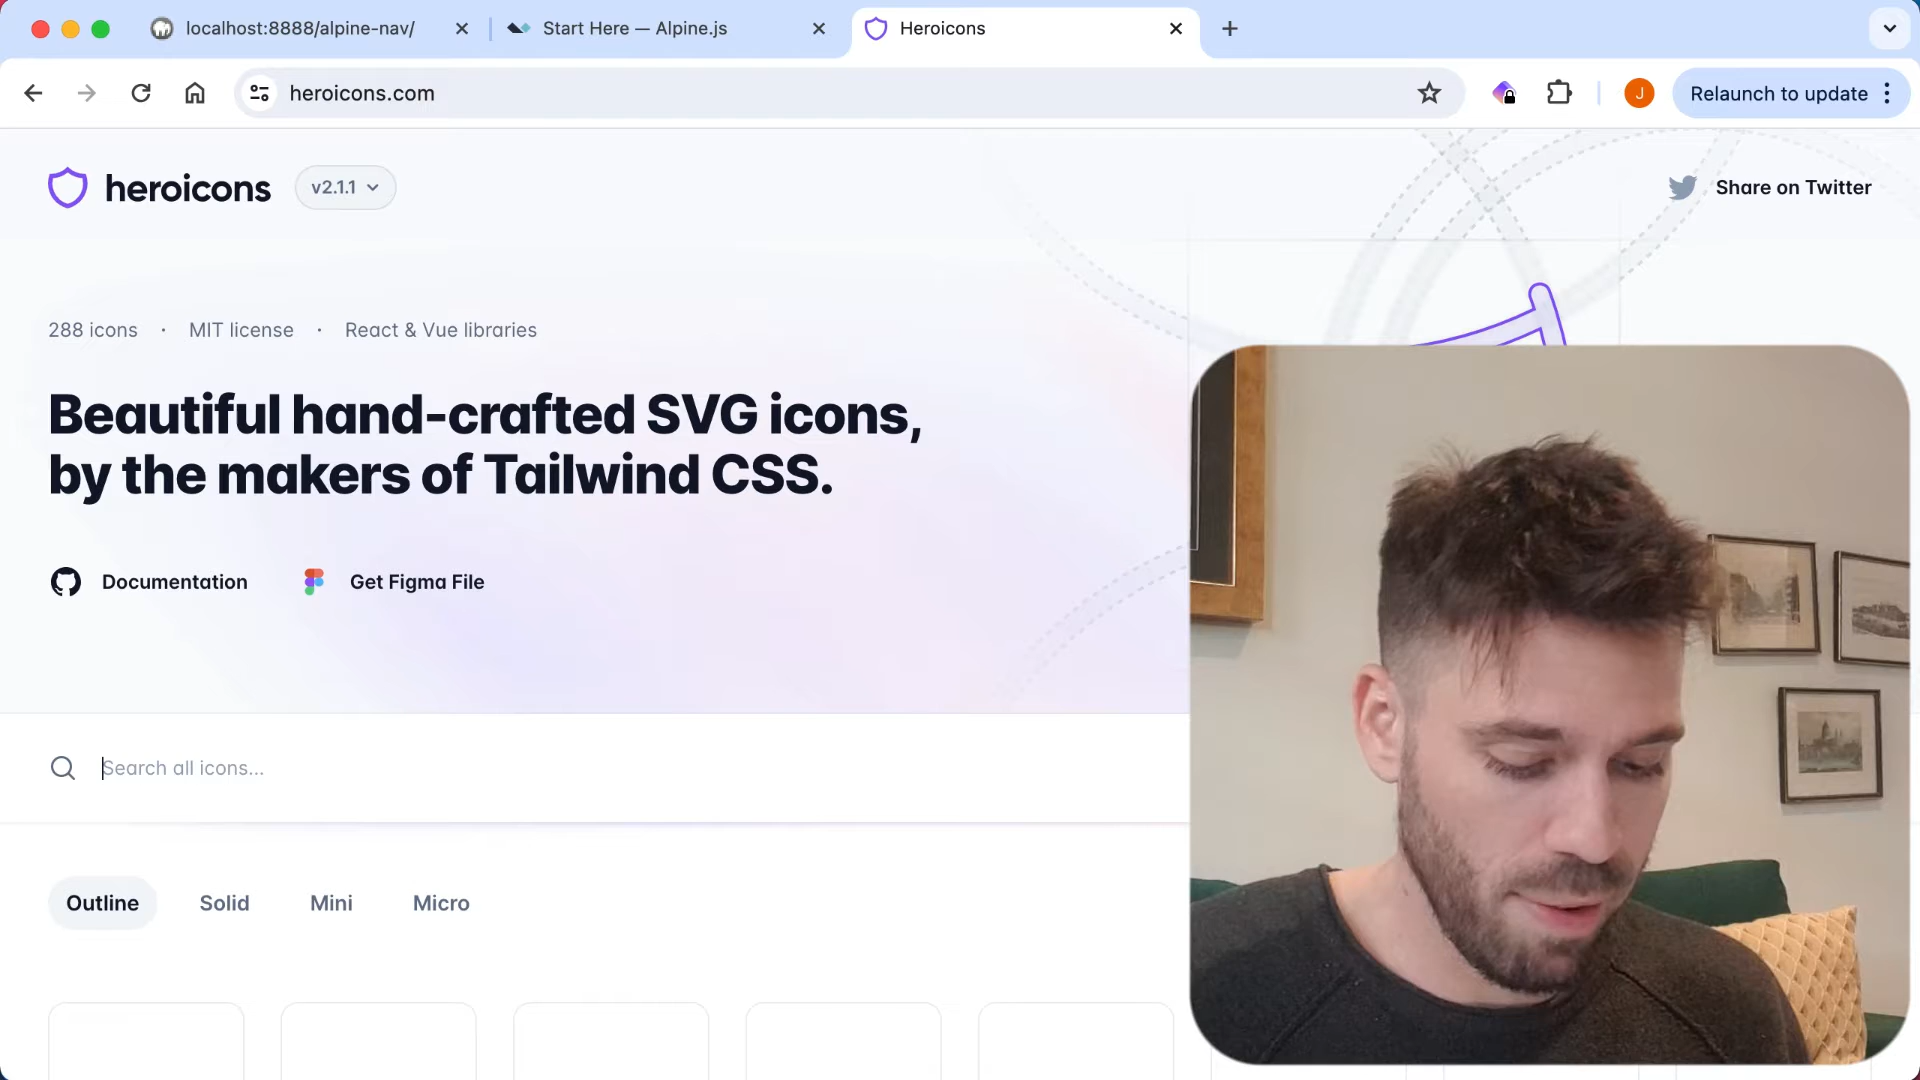 localhost:8888/alpine-nav/
Start Here — Alpine.js
Heroicons
heroicons.com
J
Relaunch to update
heroicons
v2.1.1
Share on Twitter
288 icons · MIT license · React & Vue libraries
Beautiful hand-crafted SVG icons,
by the makers of Tailwind CSS.
Documentation
Get Figma File
Search all icons...
Outline
Solid
Mini
Micro